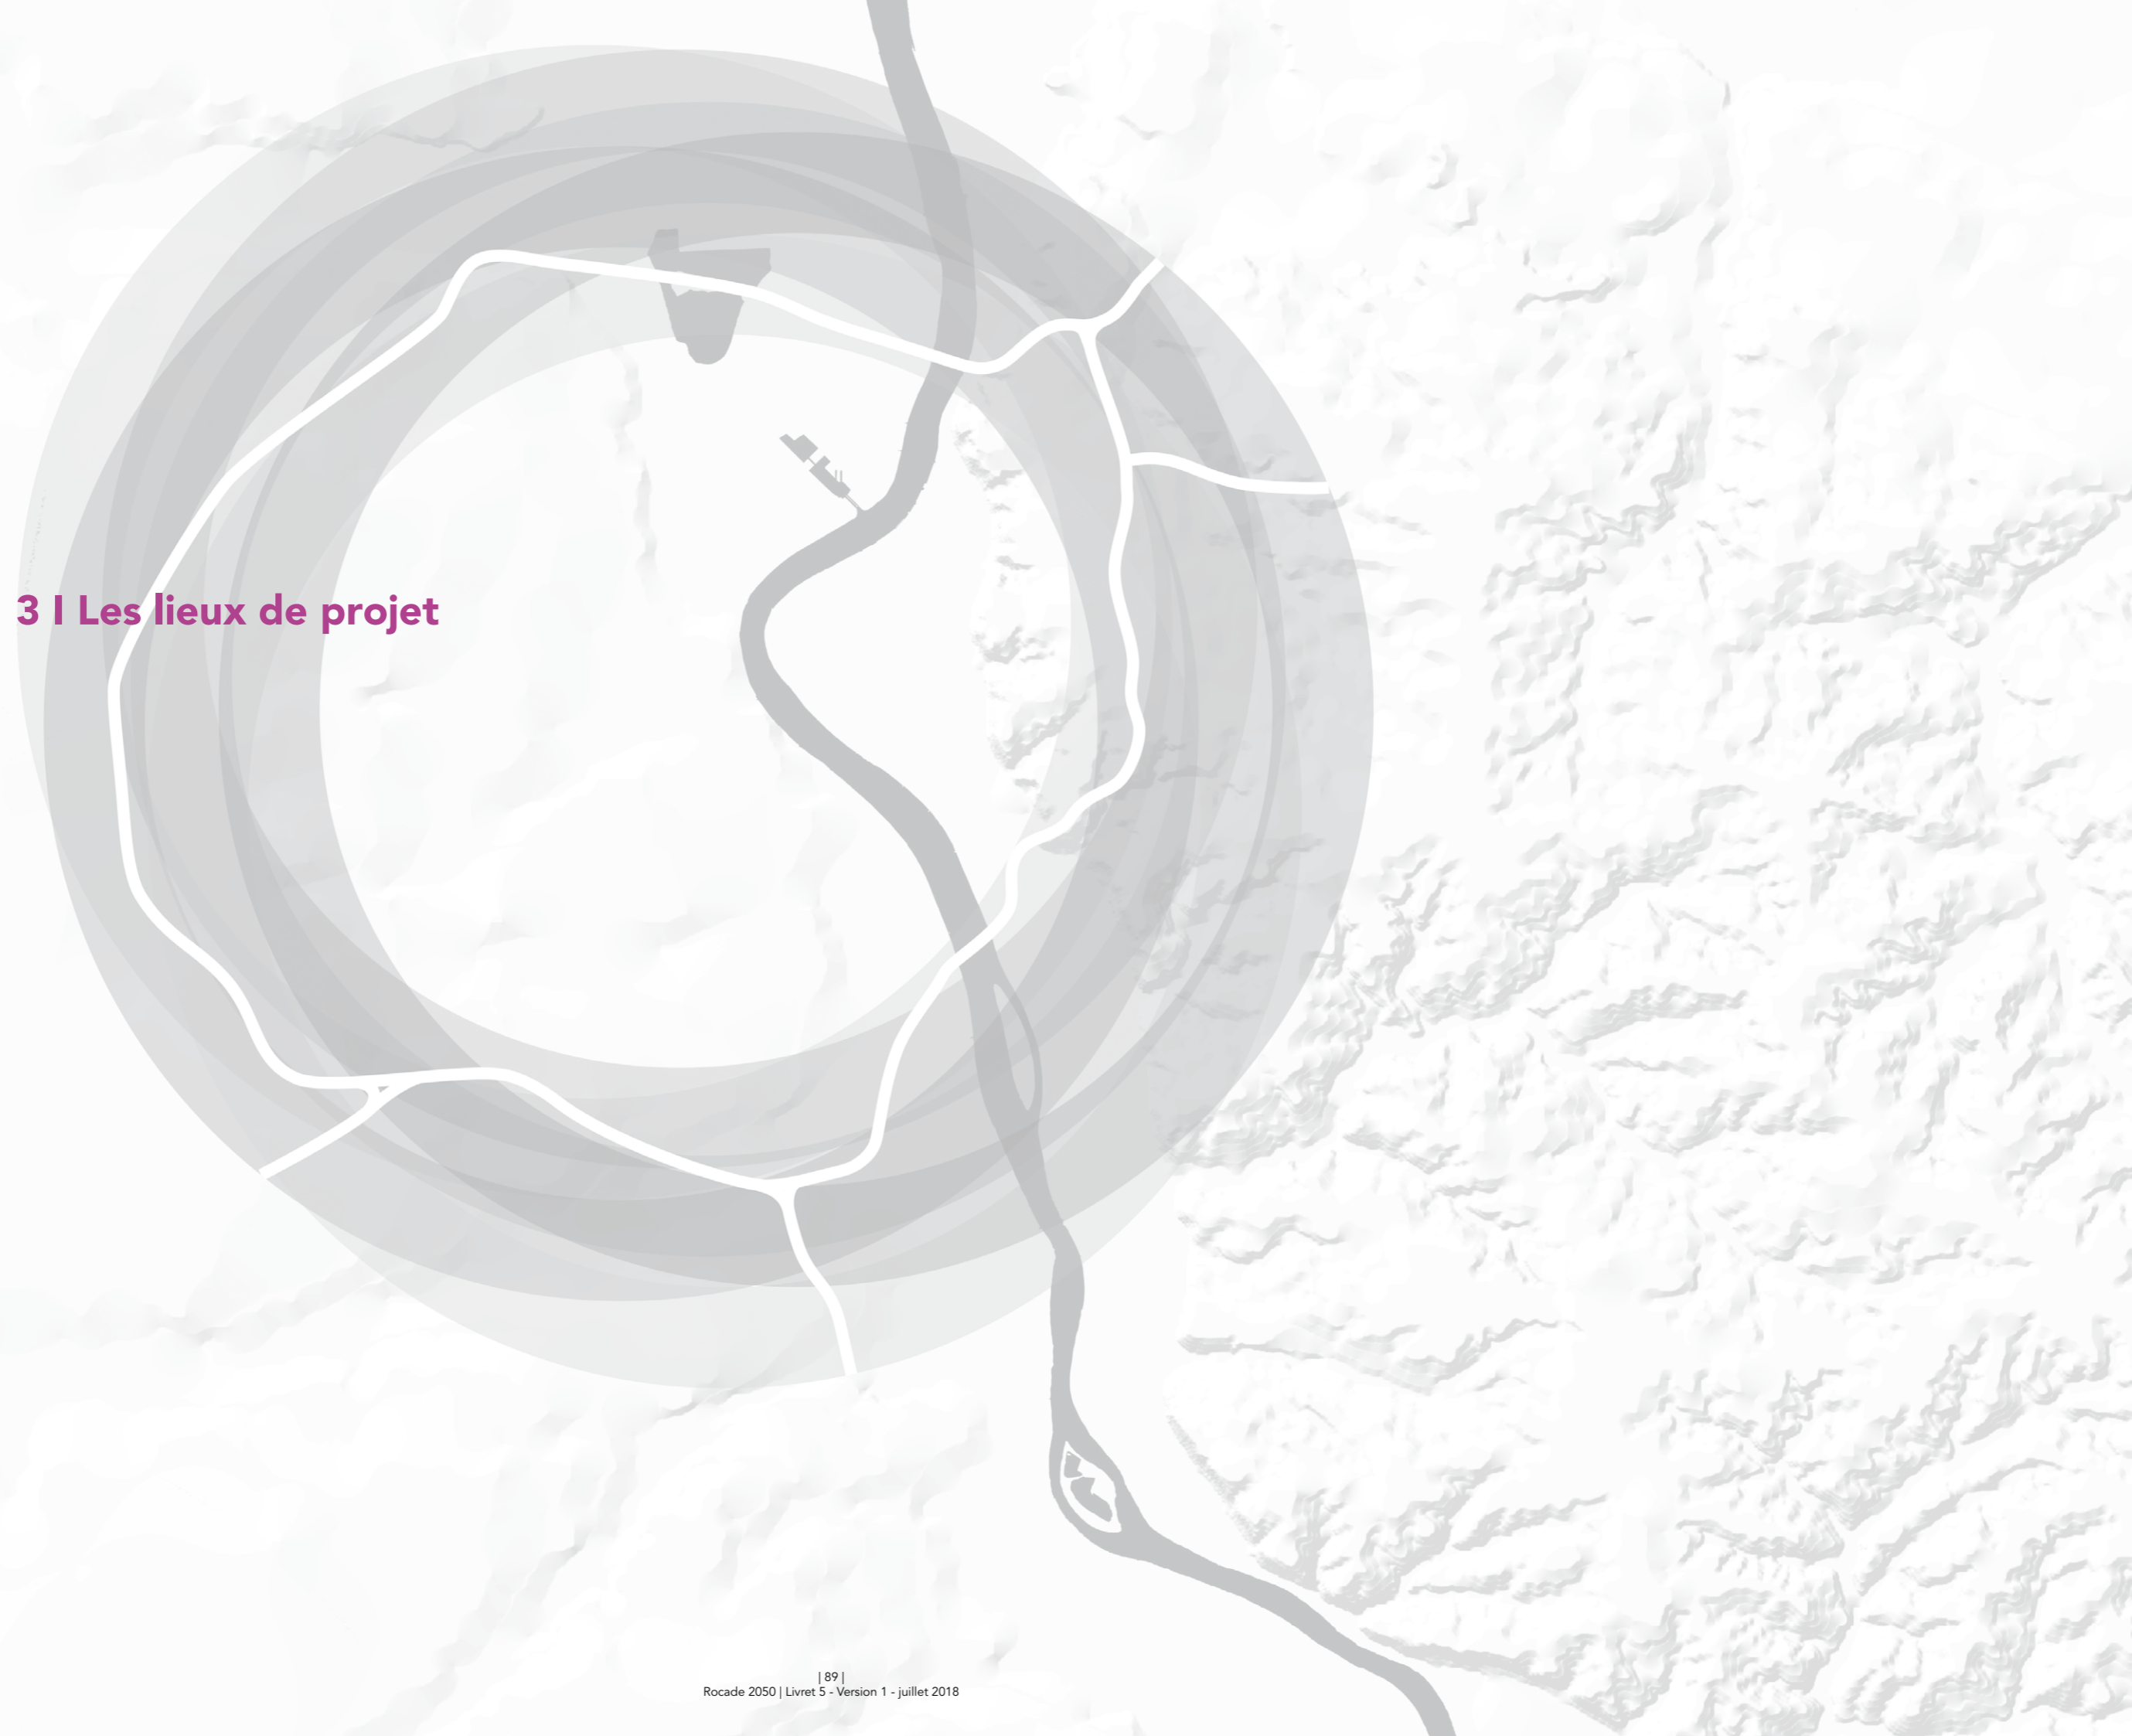 3 I Les lieux de projet
| 89 |
Rocade 2050 | Livret 5 - Version 1 - juillet 2018